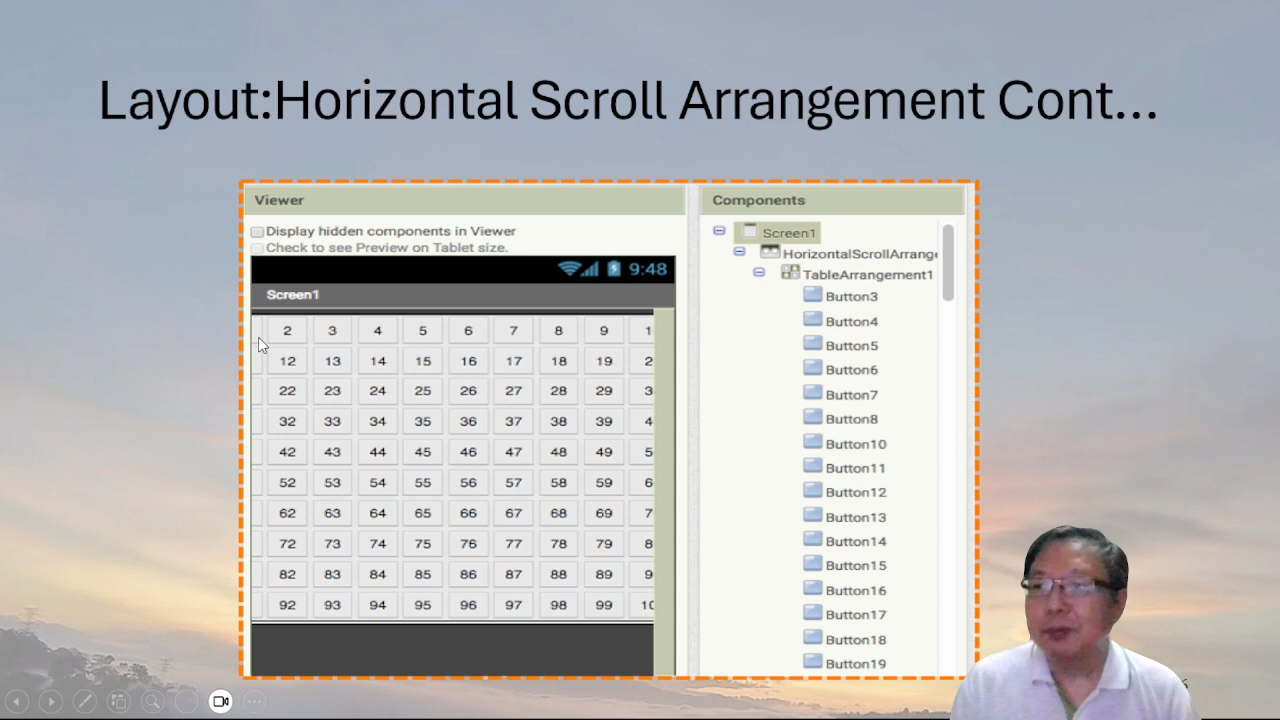 Layout:Horizontal Scroll Arrangement Cont...
Viewer
Display hidden components in Viewer
Check to see Preview on Tablet size.
9:48
Screen1
2 3 4 5 6 7 8 9
12 13 14 15 16 17 18 19
22 23 24 25 26 27 28 29
32 33 34 35 36 37 38 39
42 43 44 45 46 47 48 49
52 53 54 55 56 57 58 59
62 63 64 65 66 67 68 69
72 73 74 75 76 77 78 79
82 83 84 85 86 87 88 89
92 93 94 95 96 97 98 99
Components
Screen1
HorizontalScrollArrange
TableArrangement1
Button3
Button4
Button5
Button6
Button7
Button8
Button10
Button11
Button12
Button13
Button14
Button15
Button16
Button17
Button18
Button19